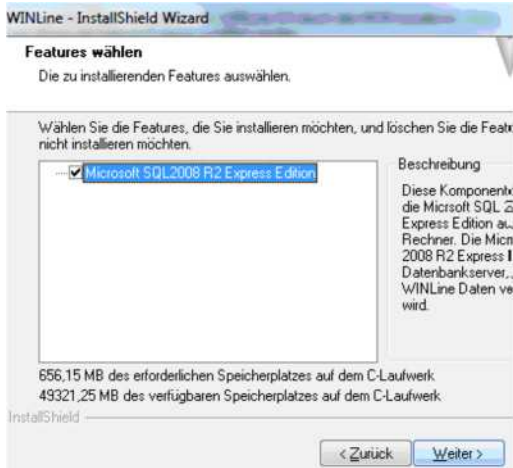 WINLine - InstallShield Wizard
Features wählen
Die zu installierenden Features auswählen.
Wählen Sie die Features, die Sie installieren möchten, und löschen Sie die
nicht installieren möchten.
Microsoft SQL2008 R2 Express Edition
Beschreibung
Diese
die Micrsoft SQL
Express Edition
Rechner. Die
2008 R2 Express
Datenbankserver,
WINLine Daten
wird.
656,15 MB des erforderlichen Speicherplatzes auf dem C-Laufwerk
49321,25 MB des verfügbaren Speicherplatzes auf dem C-Laufwerk
InstallShield
< Zurück
Weiter >